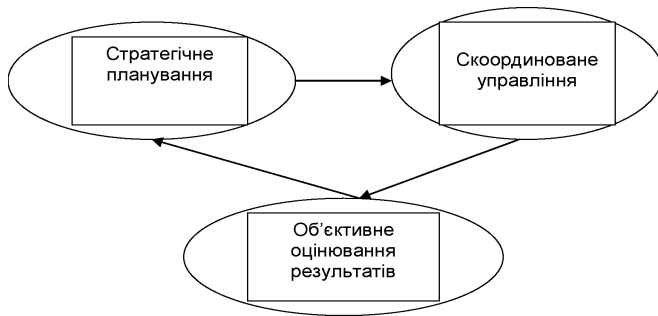 Стратегічне
планування
Скоординоване
управління
Об’єктивне
оцінювання
результатів